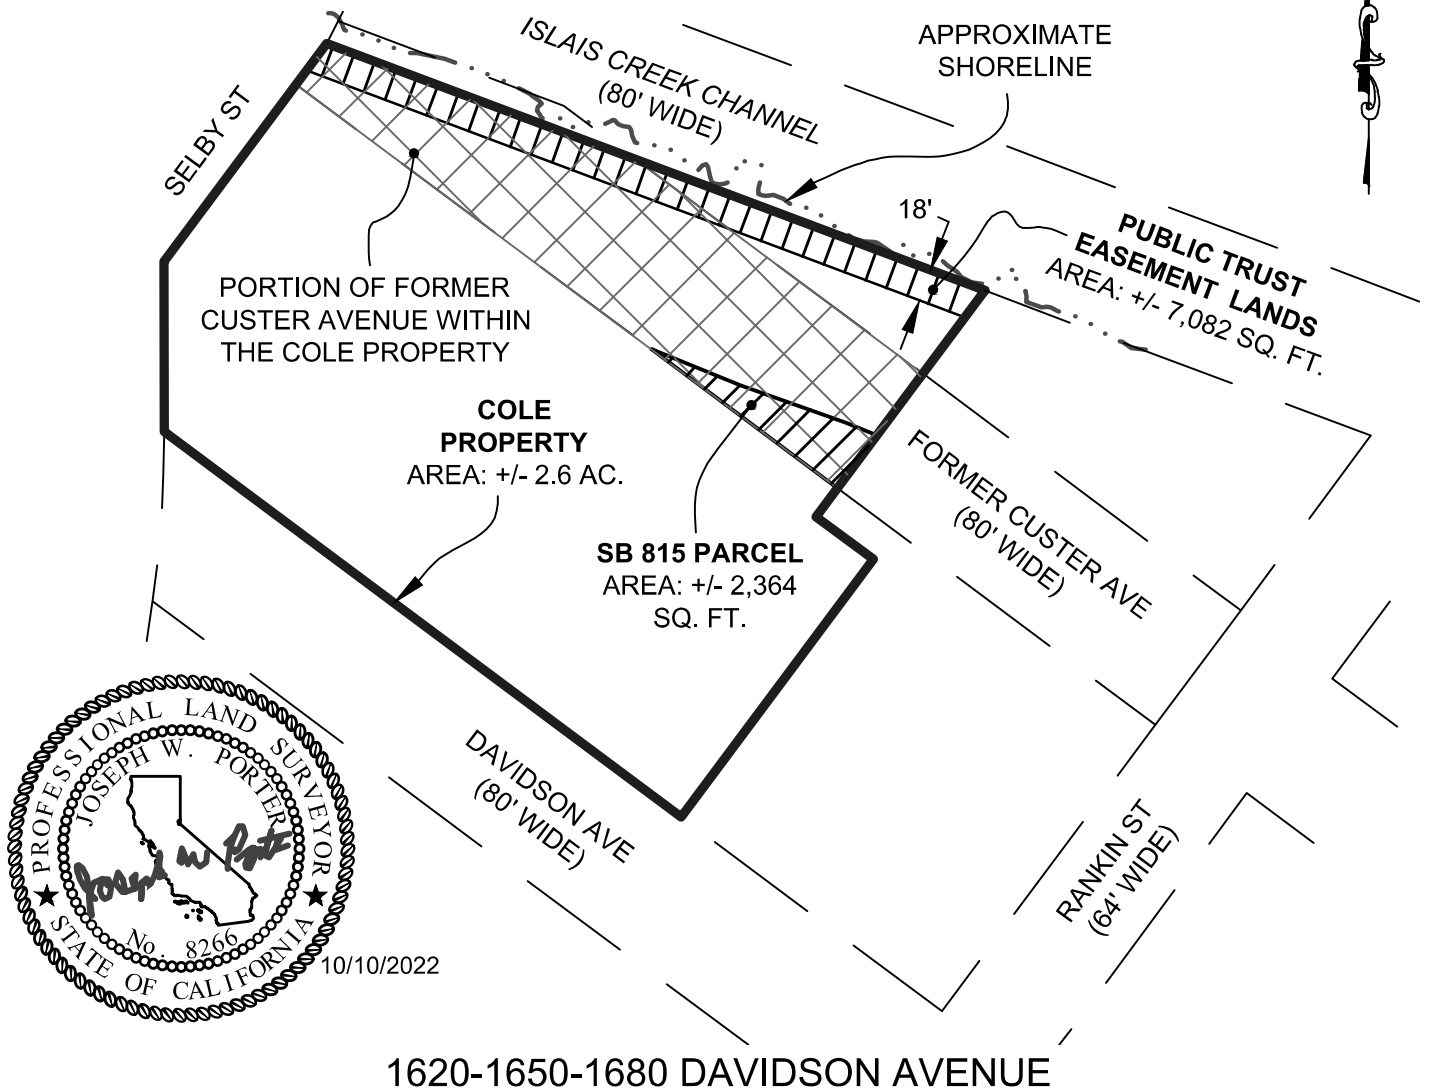 ISLAIS CREEK CHANNEL
(80' WIDE)
APPROXIMATE
SHORELINE
SELBY ST
18'
PUBLIC TRUST
EASEMENT LANDS
AREA: +/- 7,082 SQ. FT.
PORTION OF FORMER
CUSTER AVENUE WITHIN
THE COLE PROPERTY
COLE
PROPERTY
AREA: +/- 2.6 AC.
FORMER CUSTER AVE
(80' WIDE)
SB 815 PARCEL
AREA: +/- 2,364
SQ. FT.
DAVIDSON AVE
(80' WIDE)
RANKIN ST
(64' WIDE)
PROFESSIONAL LAND SURVEYOR
JOSEPH W. PORTER
Joseph W Porter
No. 8266
STATE OF CALIFORNIA
10/10/2022
1620-1650-1680 DAVIDSON AVENUE